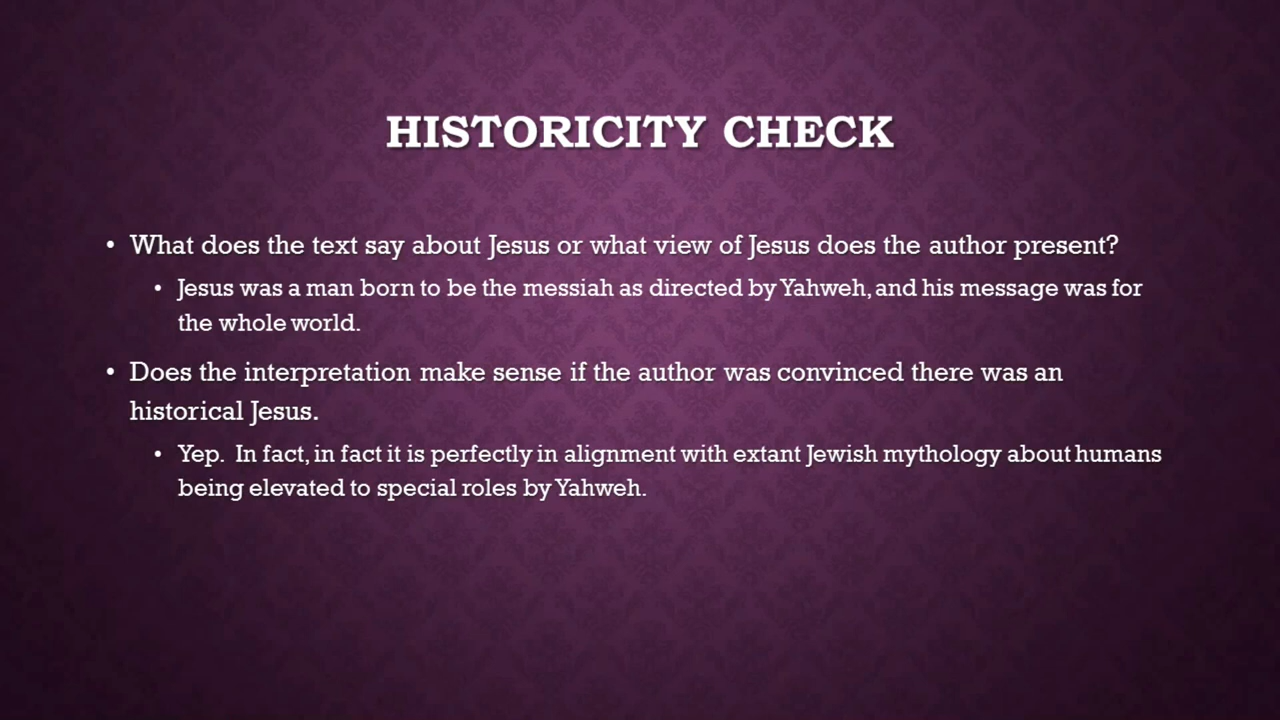 HISTORICITY CHECK
• What does the text say about Jesus or what view of Jesus does the author present?
• Jesus was a man born to be the messiah as directed by Yahweh, and his message was for
the whole world.
• Does the interpretation make sense if the author was convinced there was an
historical Jesus.
• Yep. In fact, in fact it is perfectly in alignment with extant Jewish mythology about humans
being elevated to special roles by Yahweh.